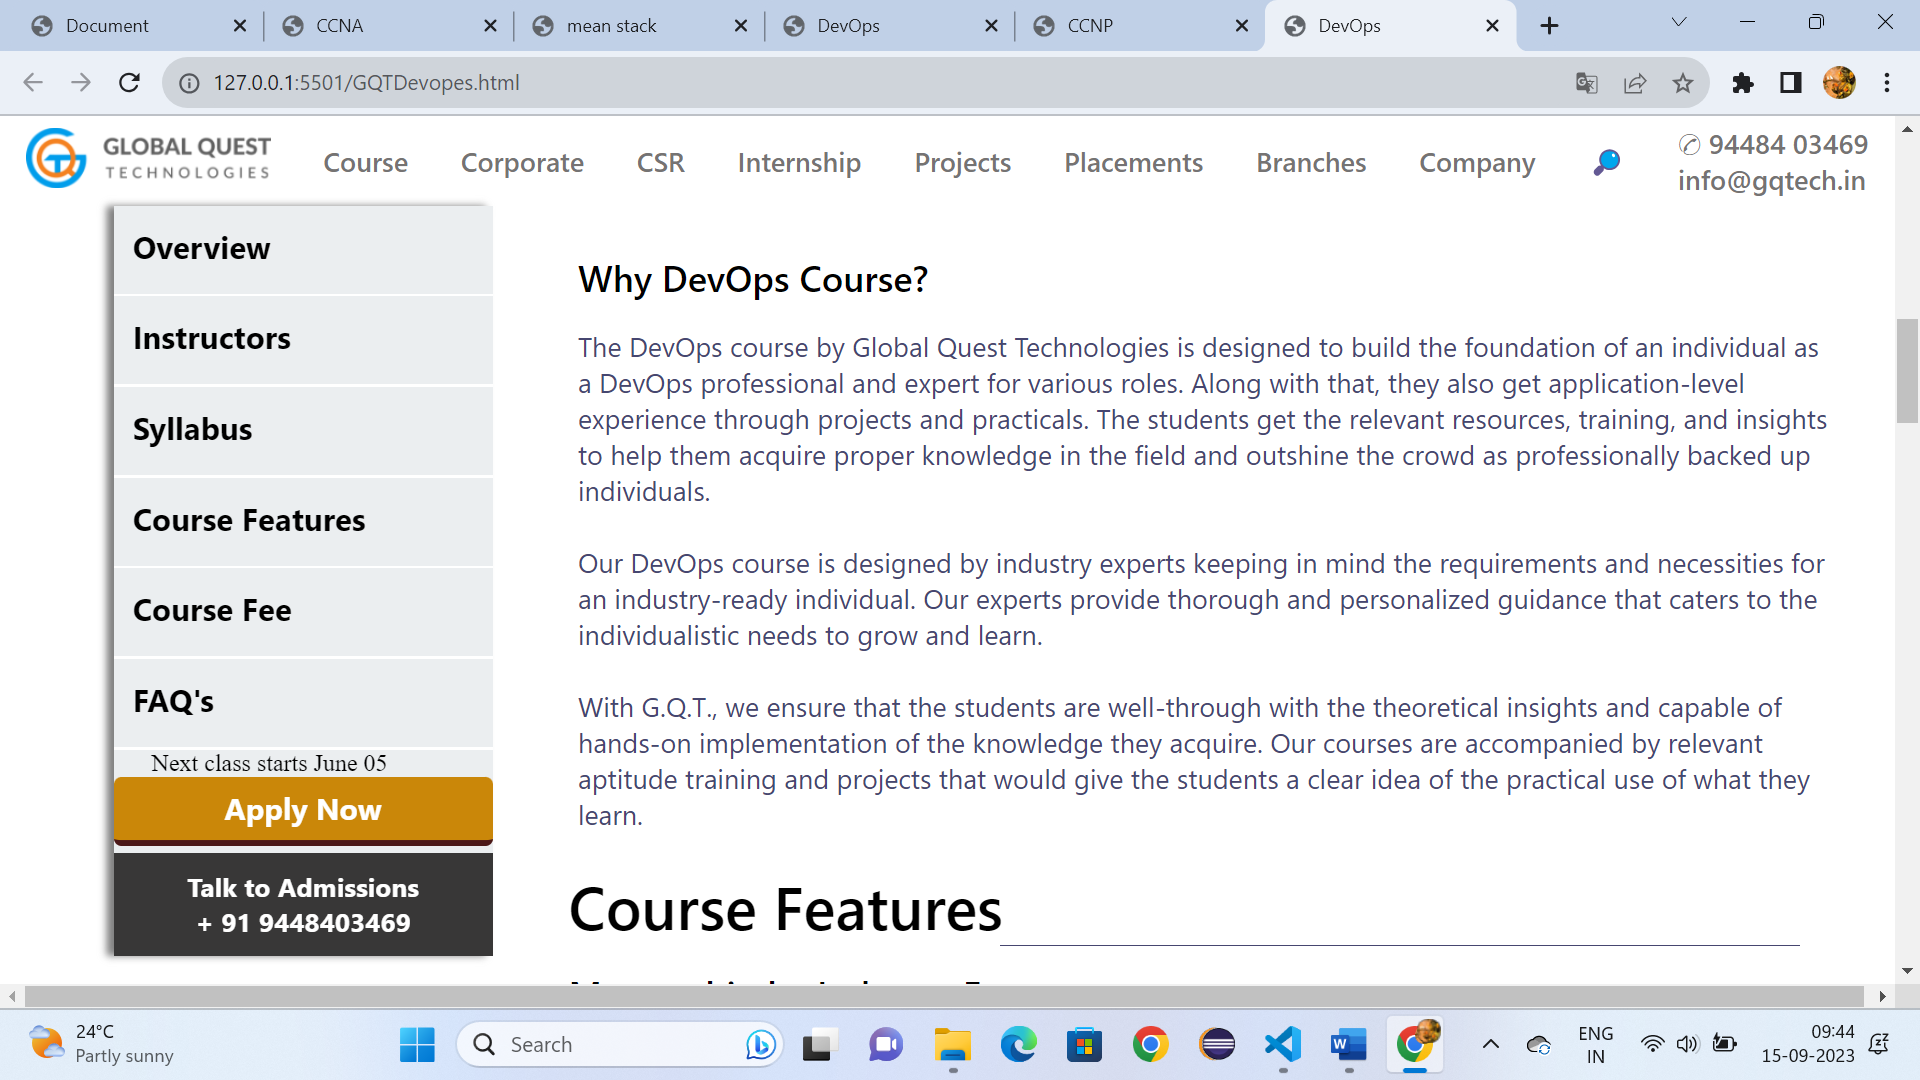 Document
CCNA
mean stack
DevOps
CCNP
DevOps
127.0.0.1:5501/GQTDevopes.html
GLOBAL QUEST
TECHNOLOGIES
Course
Corporate
CSR
Internship
Projects
Placements
Branches
Company
✆ 94484 03469
info@gqtech.in
Overview
Instructors
Syllabus
Course Features
Course Fee
FAQ's
Next class starts June 05
Apply Now
Talk to Admissions
+ 91 9448403469
Why DevOps Course?
The DevOps course by Global Quest Technologies is designed to build the foundation of an individual as
a DevOps professional and expert for various roles. Along with that, they also get application-level
experience through projects and practicals. The students get the relevant resources, training, and insights
to help them acquire proper knowledge in the field and outshine the crowd as professionally backed up
individuals.
Our DevOps course is designed by industry experts keeping in mind the requirements and necessities for
an industry-ready individual. Our experts provide thorough and personalized guidance that caters to the
individualistic needs to grow and learn.
With G.Q.T., we ensure that the students are well-through with the theoretical insights and capable of
hands-on implementation of the knowledge they acquire. Our courses are accompanied by relevant
aptitude training and projects that would give the students a clear idea of the practical use of what they
learn.
Course Features
24°C
Partly sunny
Search
ENG
IN
09:44
15-09-2023